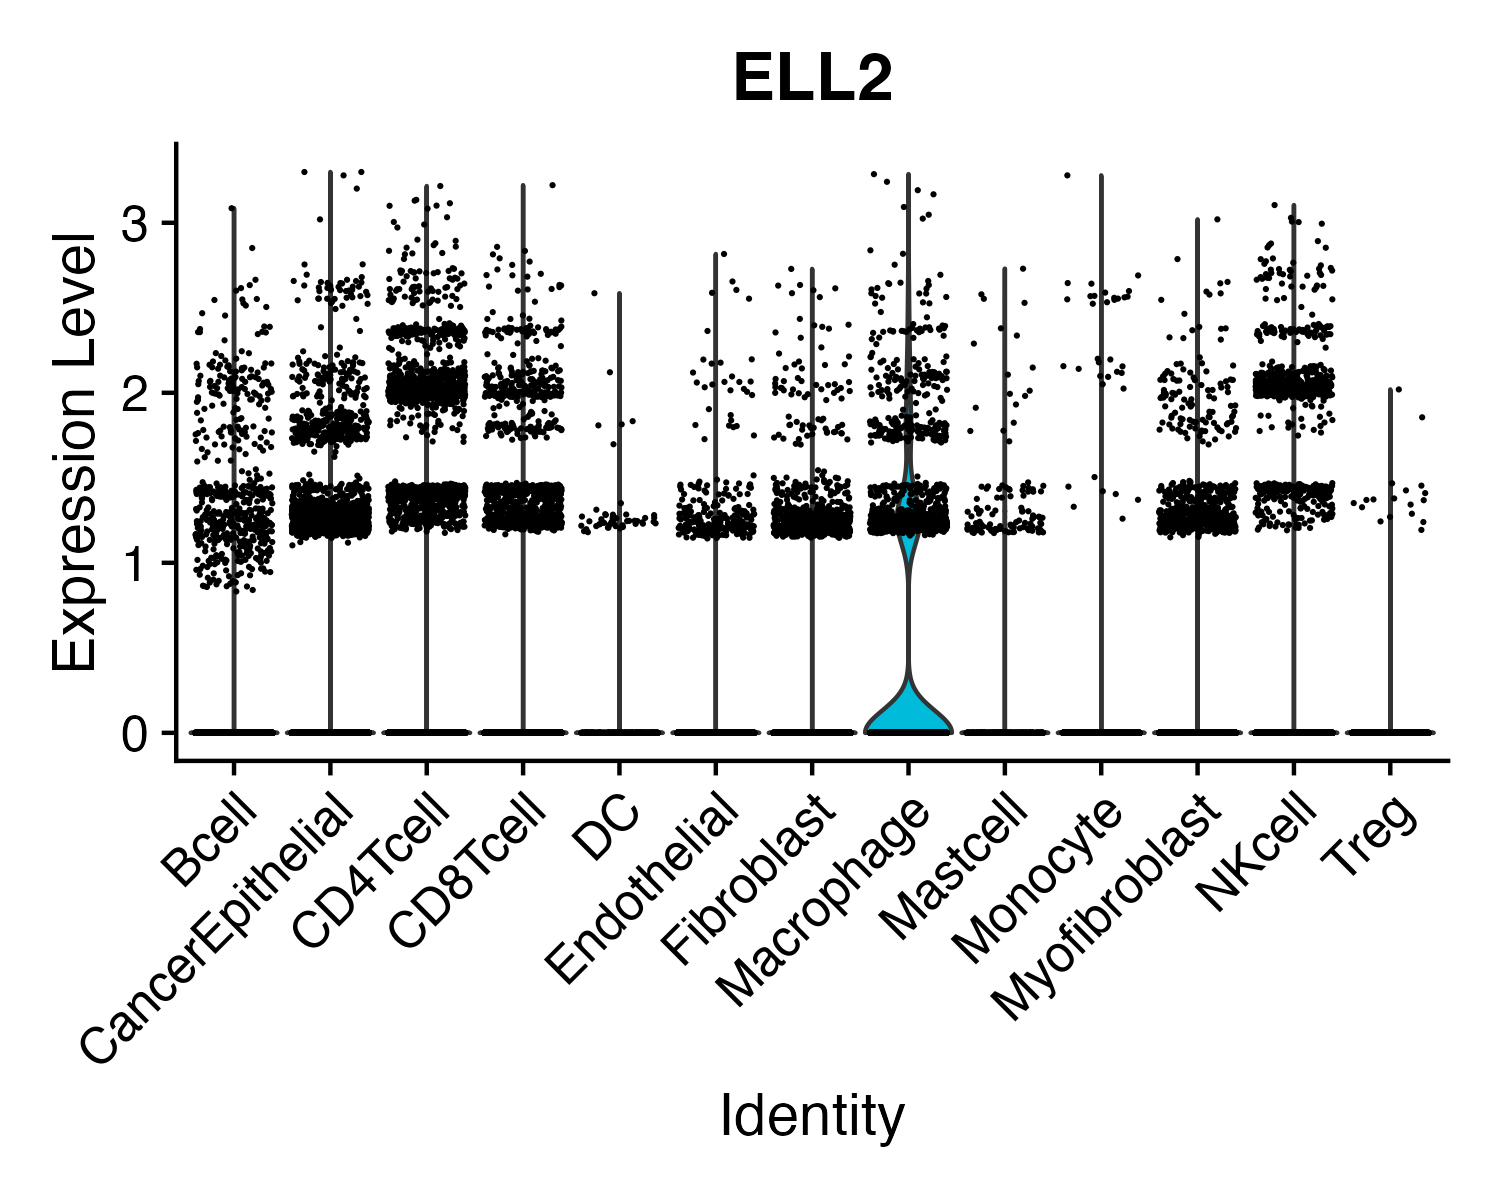 ELL2
Expression Level
3
2
1
0
Bcell
CancerEpithelial
CD4Tcell
CD8Tcell
DC
Endothelial
Fibroblast
Macrophage
Mastcell
Monocyte
Myofibroblast
NKcell
Treg
Identity